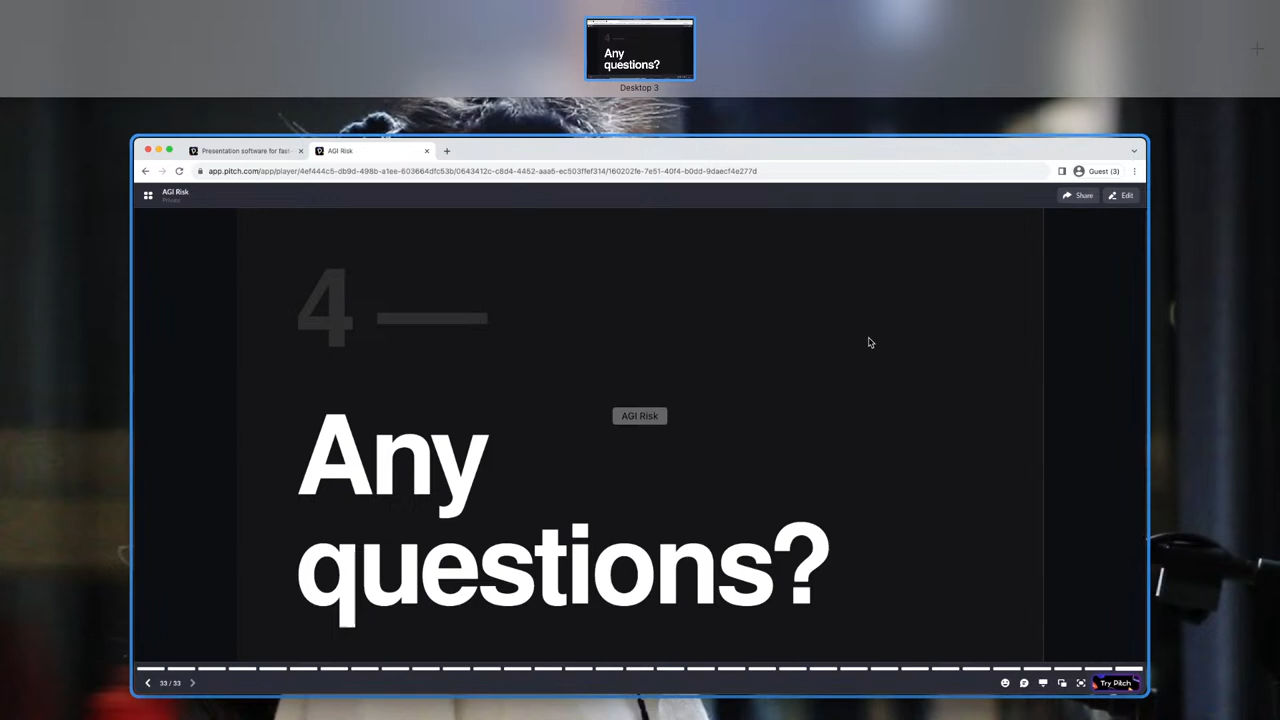 4 —
Any
questions?
Desktop 3
Presentation software for fast-
AGI Risk
app.pitch.com/app/player/4ef444c5-db9d-498b-a1ee-603664dfc53b/0643412c-c8d4-4452-aaa5-ec503ffef314/160202fe-7e51-40f4-b0dd-9daecf4e277d
Guest (3)
AGI Risk
Private
Share
Edit
4 —
AGI Risk
Any
questions?
33 / 33
Try Pitch